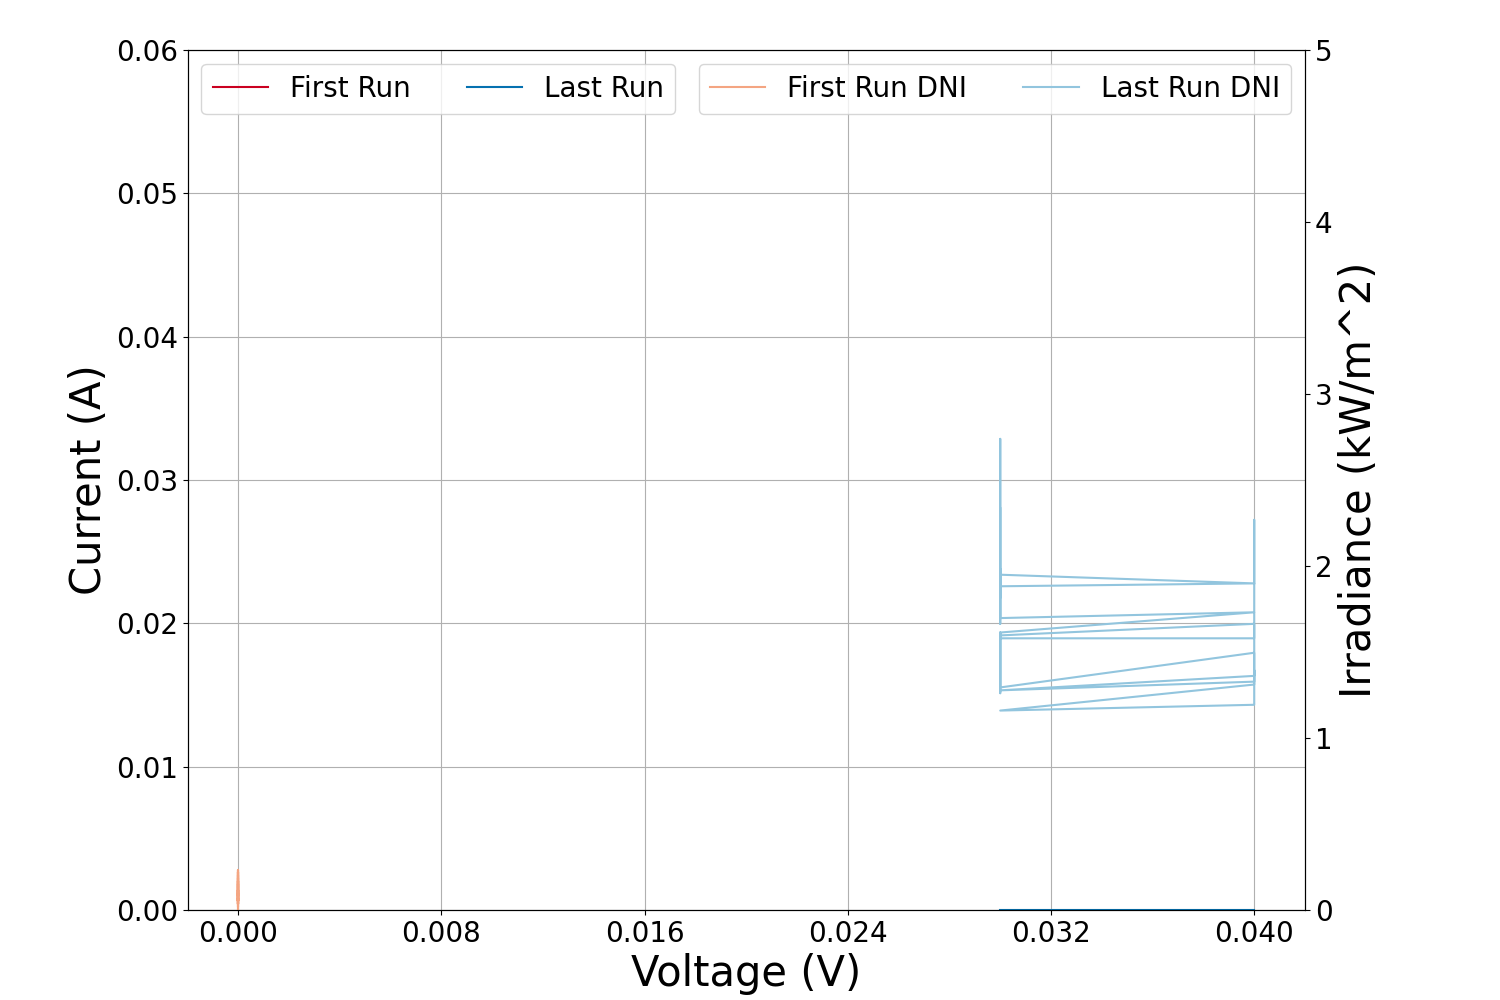 First Run
Last Run
First Run DNI
Last Run DNI
0.06
0.05
0.04
0.03
0.02
0.01
0.00
Current (A)
5
4
3
2
1
0
Irradiance (kW/m^2)
0.000
0.008
0.016
0.024
0.032
0.040
Voltage (V)